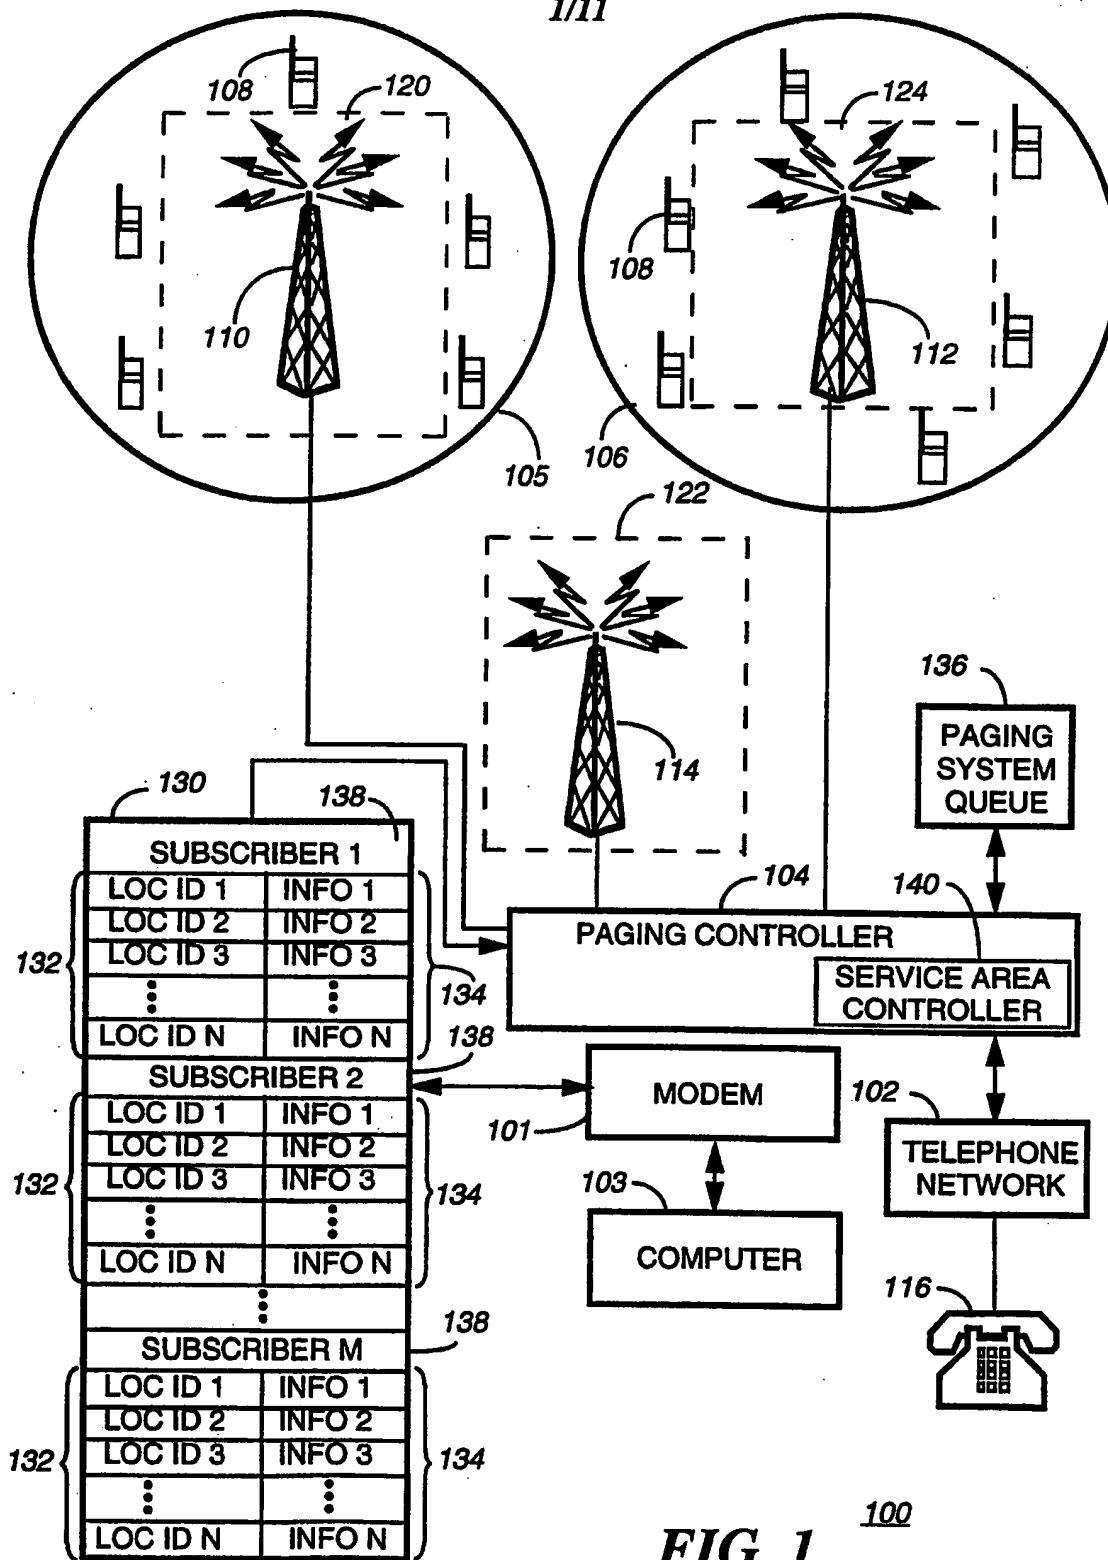 1/11
108
120
124
108
110
112
105
106
122
136
PAGING
SYSTEM
QUEUE
114
130
138
SUBSCRIBER 1
LOC ID 1 INFO 1
LOC ID 2 INFO 2
LOC ID 3 INFO 3
LOC ID N INFO N
132
134
104
140
PAGING CONTROLLER
SERVICE AREA
CONTROLLER
138
SUBSCRIBER 2
LOC ID 1 INFO 1
LOC ID 2 INFO 2
LOC ID 3 INFO 3
LOC ID N INFO N
132
134
MODEM
101
102
TELEPHONE
NETWORK
103
COMPUTER
116
138
SUBSCRIBER M
LOC ID 1 INFO 1
LOC ID 2 INFO 2
LOC ID 3 INFO 3
LOC ID N INFO N
132
134
100
FIG. 1